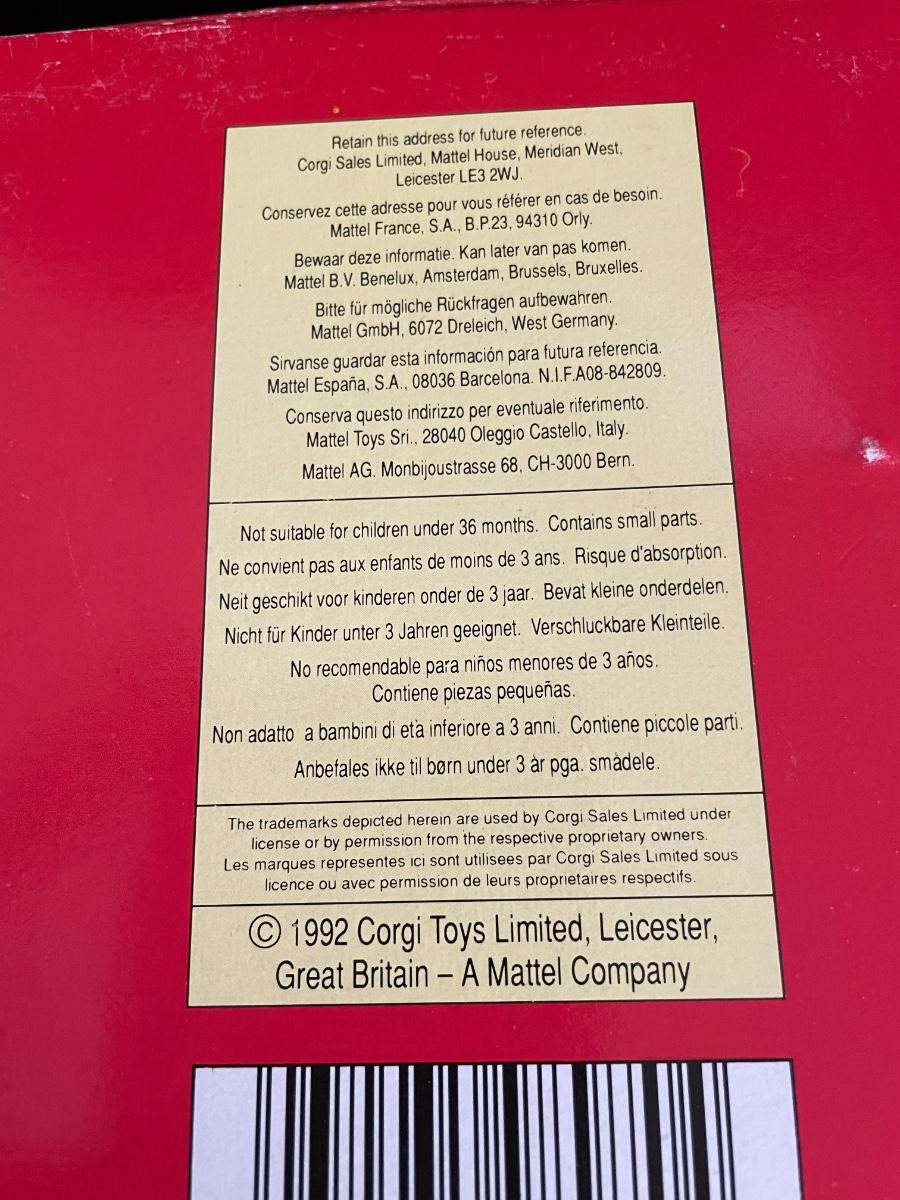 Retain this address for future reference.
Corgi Sales Limited, Mattel House, Meridian West,
Leicester LE3 2WJ.
Conservez cette adresse pour vous référer en cas de besoin.
Mattel France, S.A., B.P.23, 94310 Orly.
Bewaar deze informatie. Kan later van pas komen.
Mattel B.V. Benelux, Amsterdam, Brussels, Bruxelles.
Bitte für mögliche Rückfragen aufbewahren.
Mattel GmbH, 6072 Dreleich, West Germany.
Sirvanse guardar esta información para futura referencia.
Mattel España, S.A., 08036 Barcelona. N.I.F.A08-842809.
Conserva questo indirizzo per eventuale riferimento.
Mattel Toys Sri., 28040 Oleggio Castello, Italy.
Mattel AG. Monbijoustrasse 68, CH-3000 Bern.
Not suitable for children under 36 months. Contains small parts.
Ne convient pas aux enfants de moins de 3 ans. Risque d'absorption.
Neit geschikt voor kinderen onder de 3 jaar. Bevat kleine onderdelen.
Nicht für Kinder unter 3 Jahren geeignet. Verschluckbare Kleinteile.
No recomendable para niños menores de 3 años.
Contiene piezas pequeñas.
Non adatto a bambini di età inferiore a 3 anni. Contiene piccole parti.
Anbefales ikke til børn under 3 àr pga. smàdele.
The trademarks depicted herein are used by Corgi Sales Limited under
license or by permission from the respective proprietary owners.
Les marques representes ici sont utilisees par Corgi Sales Limited sous
licence ou avec permission de leurs proprietaires respectifs.
© 1992 Corgi Toys Limited, Leicester,
Great Britain – A Mattel Company